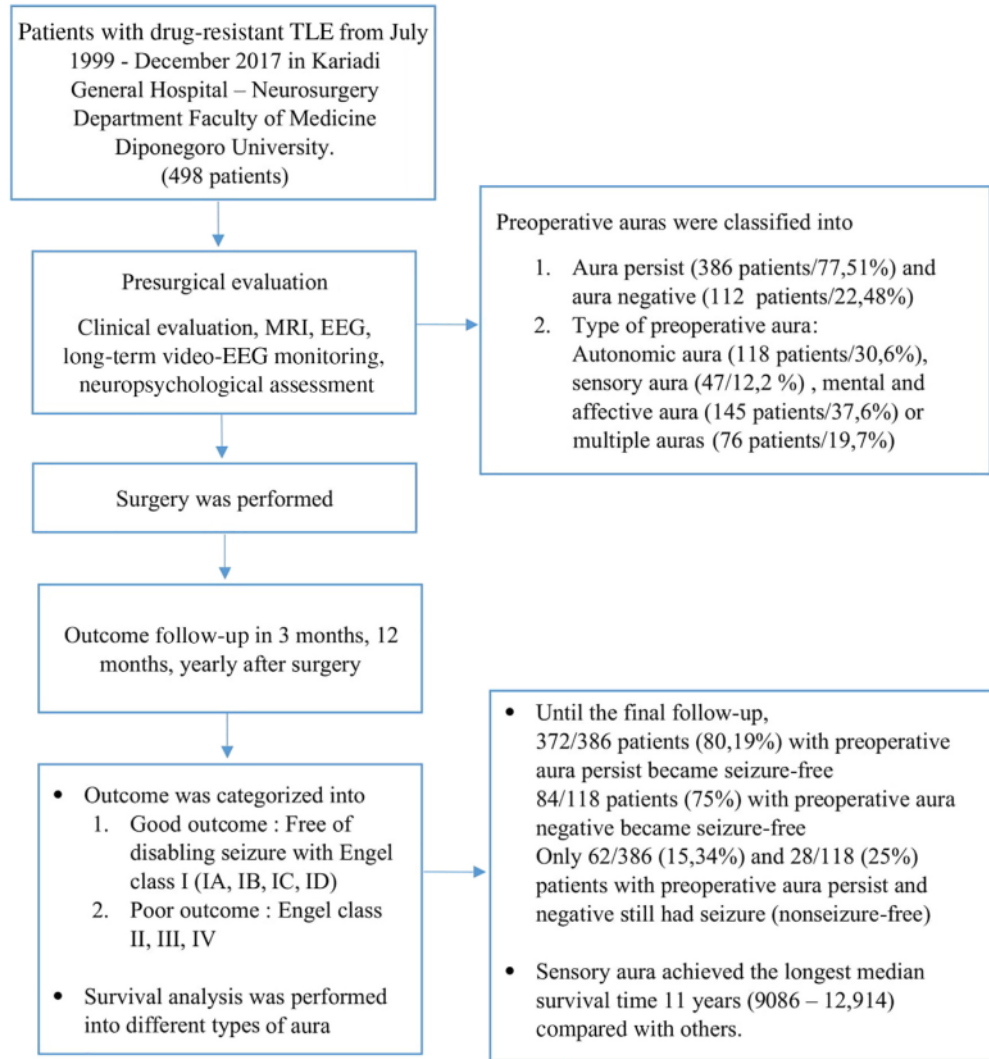 Patients with drug-resistant TLE from July
1999 - December 2017 in Kariadi
General Hospital – Neurosurgery
Department Faculty of Medicine
Diponegoro University.
(498 patients)
Presurgical evaluation
Clinical evaluation, MRI, EEG,
long-term video-EEG monitoring,
neuropsychological assessment
Preoperative auras were classified into
1. Aura persist (386 patients/77,51%) and
aura negative (112 patients/22,48%)
2. Type of preoperative aura:
Autonomic aura (118 patients/30,6%),
sensory aura (47/12,2 %) , mental and
affective aura (145 patients/37,6%) or
multiple auras (76 patients/19,7%)
Surgery was performed
Outcome follow-up in 3 months, 12
months, yearly after surgery
• Outcome was categorized into
1. Good outcome : Free of
disabling seizure with Engel
class I (IA, IB, IC, ID)
2. Poor outcome : Engel class
II, III, IV
• Survival analysis was performed
into different types of aura
• Until the final follow-up,
372/386 patients (80,19%) with preoperative
aura persist became seizure-free
84/118 patients (75%) with preoperative aura
negative became seizure-free
Only 62/386 (15,34%) and 28/118 (25%)
patients with preoperative aura persist and
negative still had seizure (nonseizure-free)
• Sensory aura achieved the longest median
survival time 11 years (9086 – 12,914)
compared with others.